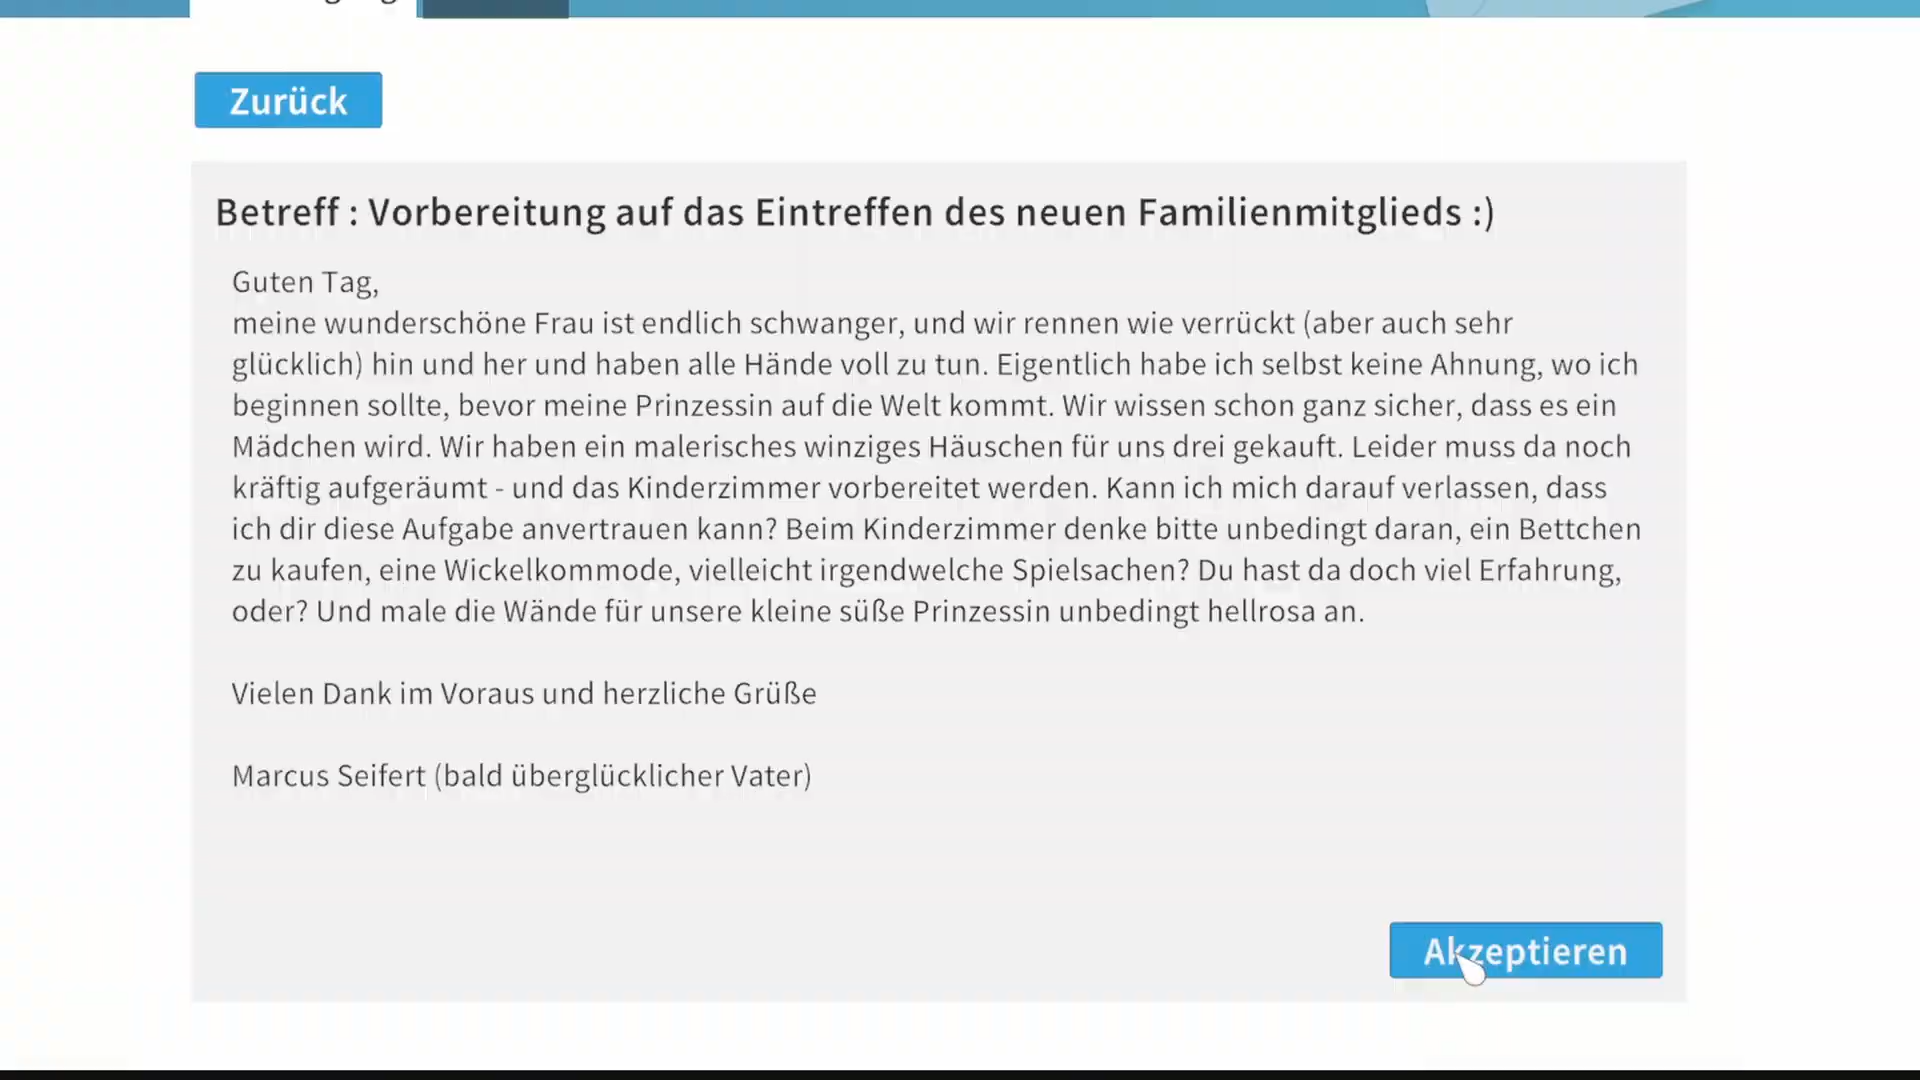 Zurück
Betreff : Vorbereitung auf das Eintreffen des neuen Familienmitglieds :)
Guten Tag,
meine wunderschöne Frau ist endlich schwanger, und wir rennen wie verrückt (aber auch sehr
glücklich) hin und her und haben alle Hände voll zu tun. Eigentlich habe ich selbst keine Ahnung, wo ich
beginnen sollte, bevor meine Prinzessin auf die Welt kommt. Wir wissen schon ganz sicher, dass es ein
Mädchen wird. Wir haben ein malerisches winziges Häuschen für uns drei gekauft. Leider muss da noch
kräftig aufgeräumt - und das Kinderzimmer vorbereitet werden. Kann ich mich darauf verlassen, dass
ich dir diese Aufgabe anvertrauen kann? Beim Kinderzimmer denke bitte unbedingt daran, ein Bettchen
zu kaufen, eine Wickelkommode, vielleicht irgendwelche Spielsachen? Du hast da doch viel Erfahrung,
oder? Und male die Wände für unsere kleine süße Prinzessin unbedingt hellrosa an.
Vielen Dank im Voraus und herzliche Grüße
Marcus Seifert (bald überglücklicher Vater)
Akzeptieren